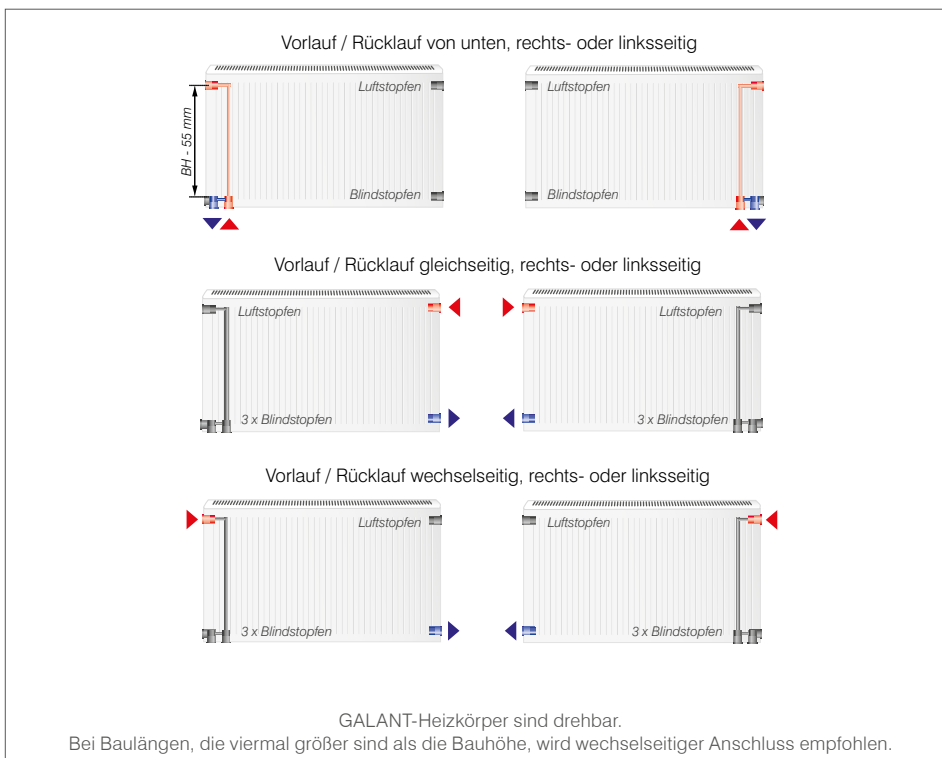 Vorlauf / Rücklauf von unten, rechts- oder linksseitig
Luftstopfen
Luftstopfen
BH - 55 mm
Blindstopfen
Blindstopfen
Vorlauf / Rücklauf gleichseitig, rechts- oder linksseitig
Luftstopfen
Luftstopfen
3 x Blindstopfen
3 x Blindstopfen
Vorlauf / Rücklauf wechselseitig, rechts- oder linksseitig
Luftstopfen
Luftstopfen
3 x Blindstopfen
3 x Blindstopfen
GALANT-Heizkörper sind drehbar.
Bei Baulängen, die viermal größer sind als die Bauhöhe, wird wechselseitiger Anschluss empfohlen.